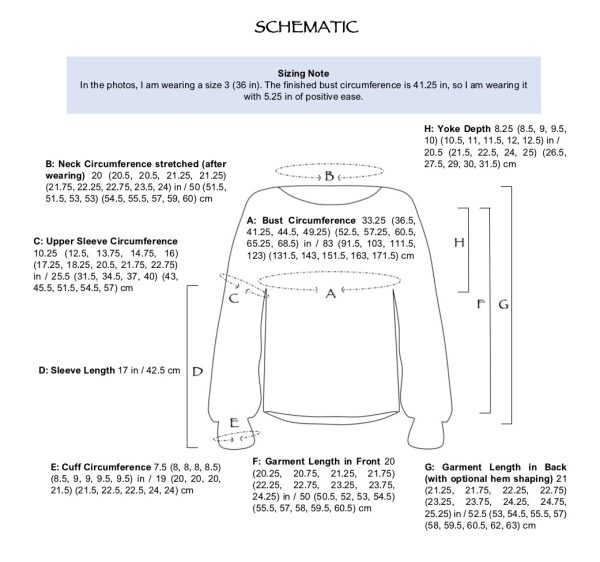 SCHEMATIC
Sizing Note
In the photos, I am wearing a size 3 (36 in). The finished bust circumference is 41.25 in, so I am wearing it
with 5.25 in of positive ease.
H: Yoke Depth 8.25 (8.5, 9, 9.5,
10) (10.5, 11, 11.5, 12, 12.5) in /
20.5 (21.5, 22.5, 24, 25) (26.5,
27.5, 29, 30, 31.5) cm
B: Neck Circumference stretched (after
wearing) 20 (20.5, 20.5, 21.25, 21.25)
(21.75, 22.25, 22.75, 23.5, 24) in / 50 (51.5,
51.5, 53, 53) (54.5, 55.5, 57, 59, 60) cm
B
A: Bust Circumference 33.25 (36.5,
41.25, 44.5, 49.25) (52.5, 57.25, 60.5,
65.25, 68.5) in / 83 (91.5, 103, 111.5,
123) (131.5, 143, 151.5, 163, 171.5) cm
C: Upper Sleeve Circumference
10.25 (12.5, 13.75, 14.75, 16)
(17.25, 18.25, 20.5, 21.75, 22.75)
in / 25.5 (31.5, 34.5, 37, 40) (43,
45.5, 51.5, 54.5, 57) cm
H
C
A
F
G
D: Sleeve Length 17 in / 42.5 cm
D
E
E: Cuff Circumference 7.5 (8, 8, 8, 8.5)
(8.5, 9, 9, 9.5, 9.5) in / 19 (20, 20, 20,
21.5) (21.5, 22.5, 22.5, 24, 24) cm
F: Garment Length in Front 20
(20.25, 20.75, 21.25, 21.75)
(22.25, 22.75, 23.25, 23.75,
24.25) in / 50 (50.5, 52, 53, 54.5)
(55.5, 57, 58, 59.5, 60.5) cm
G: Garment Length in Back
(with optional hem shaping) 21
(21.25, 21.75, 22.25, 22.75)
(23.25, 23.75, 24.25, 24.75,
25.25) in / 52.5 (53, 54.5, 55.5, 57)
(58, 59.5, 60.5, 62, 63) cm